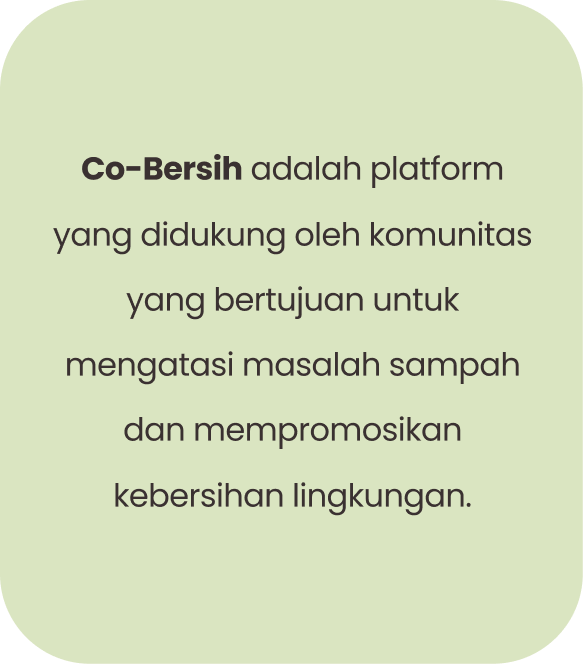 Co-Bersih adalah platform
yang didukung oleh komunitas
yang bertujuan untuk
mengatasi masalah sampah
dan mempromosikan
kebersihan lingkungan.